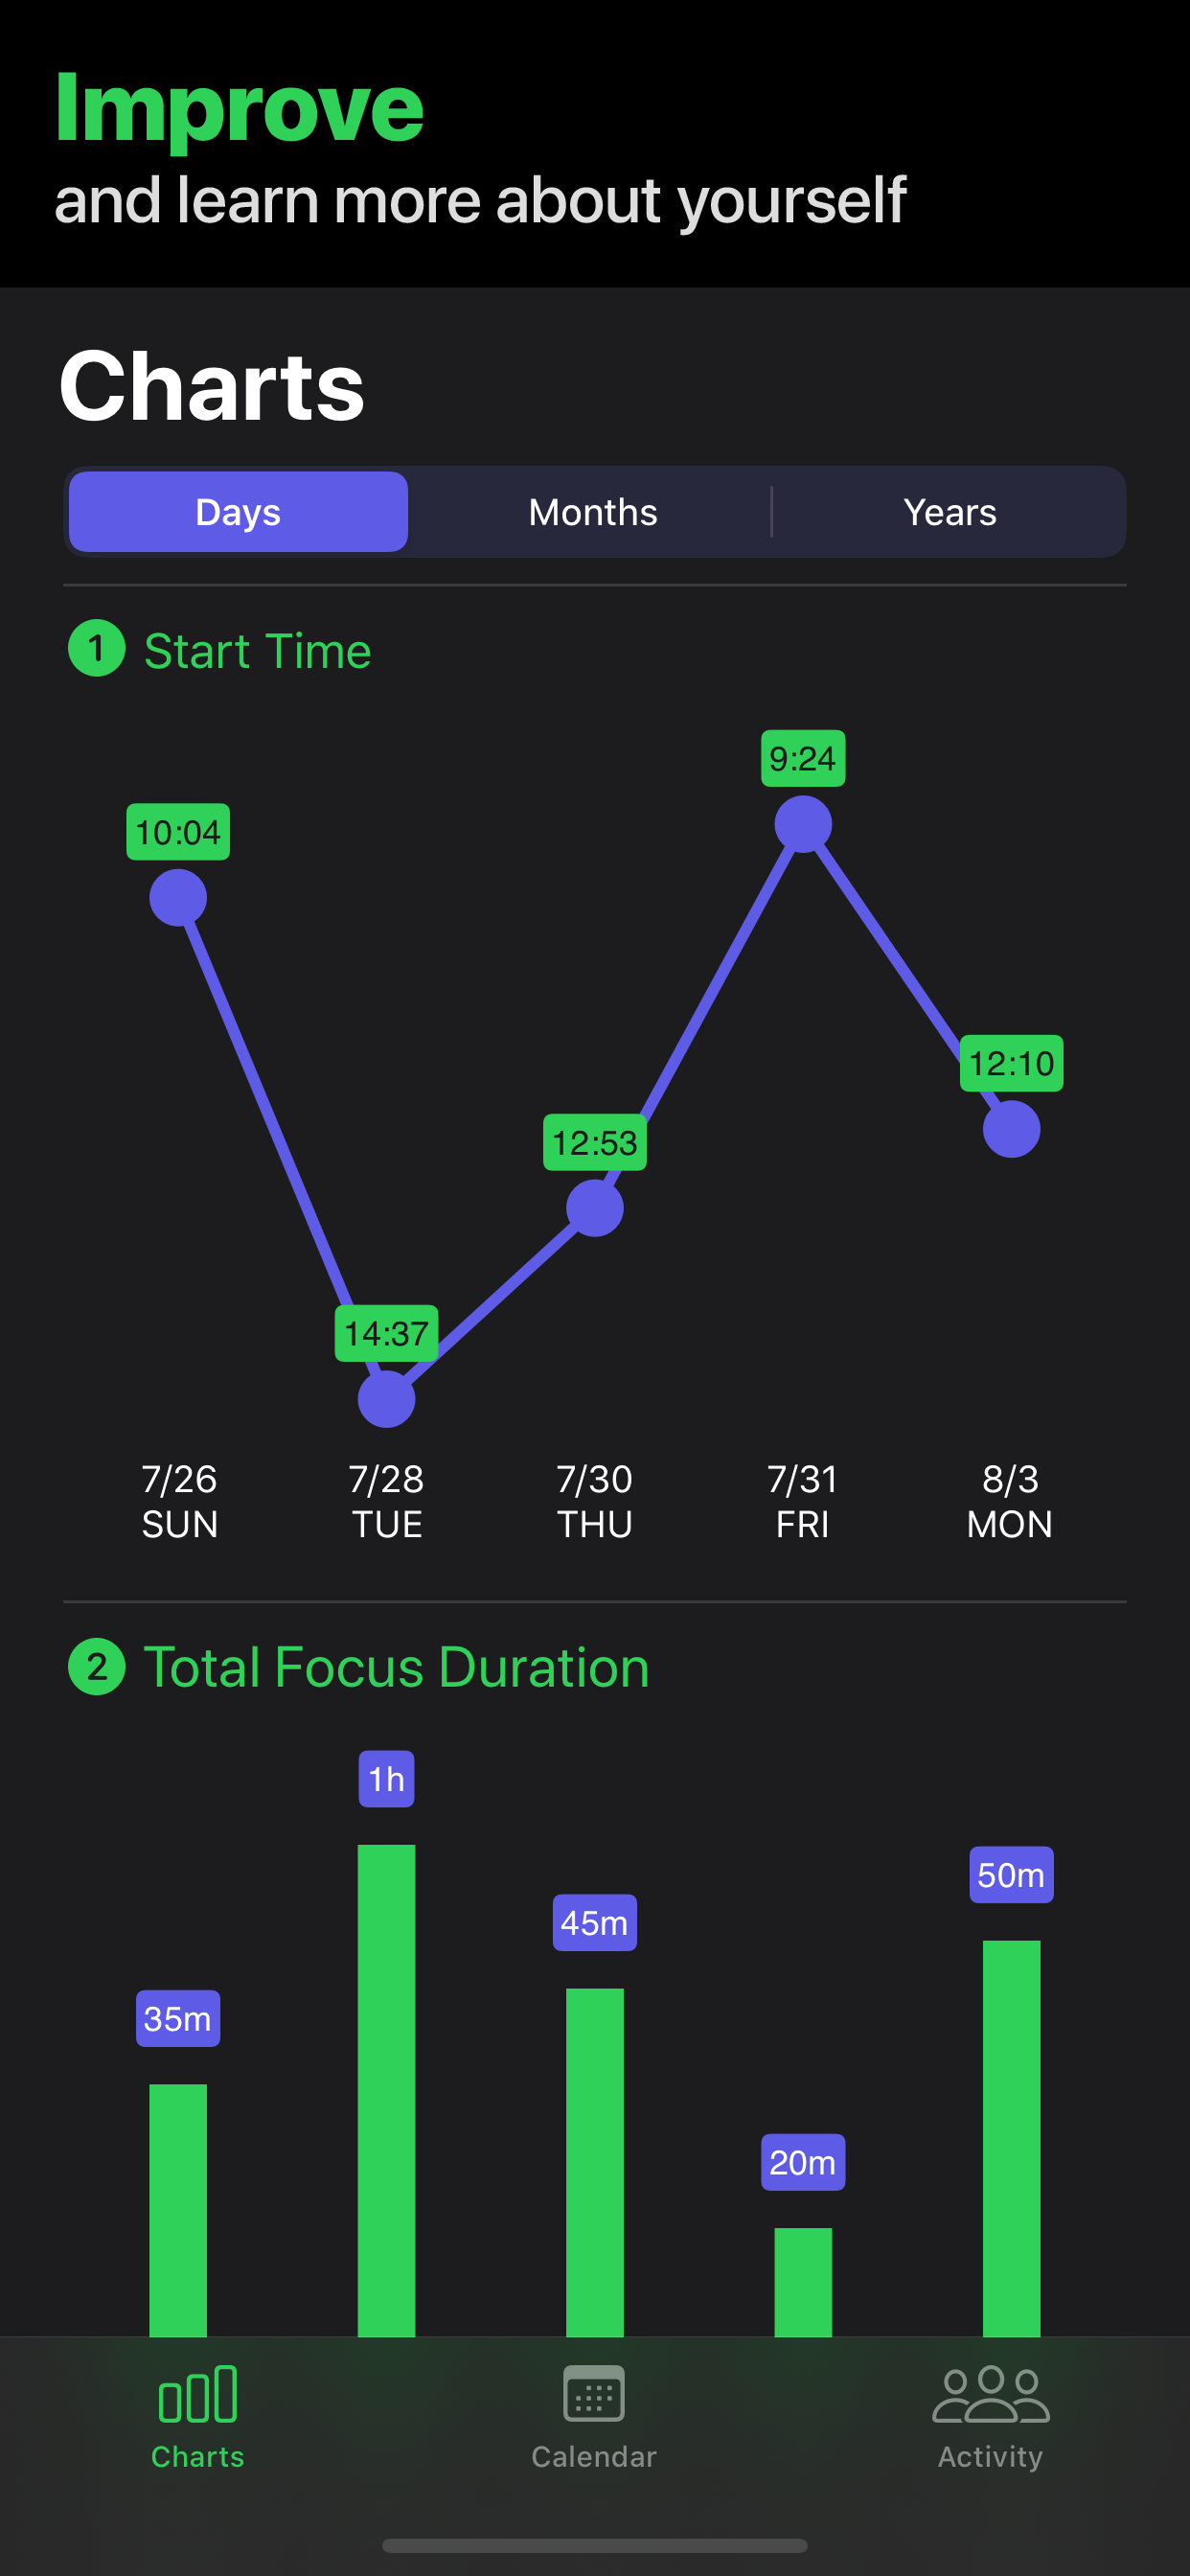 Improve
and learn more about yourself
Charts
Days Months Years
1 Start Time
9:24
10:04
12:10
12:53
14:37
7/26 7/28 7/30 7/31 8/3
SUN TUE THU FRI MON
2 Total Focus Duration
1h
50m
45m
35m
20m
Charts Calendar Activity